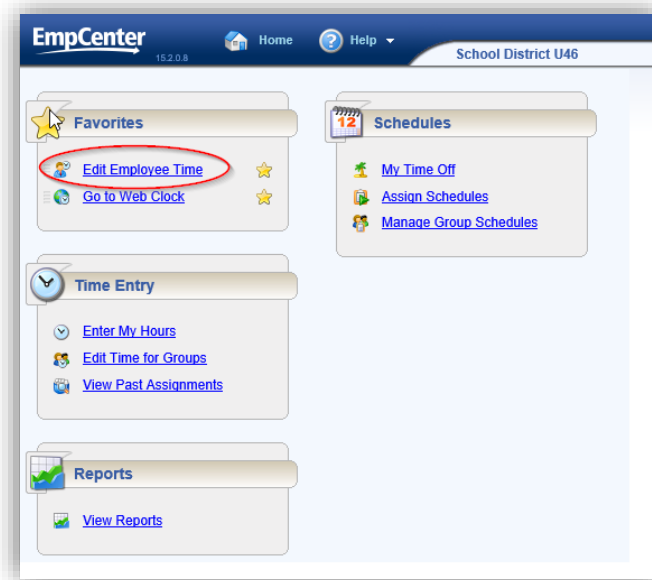 EmpCenter 15.2.0.8 Home Help School District U46
Favorites
Edit Employee Time
Go to Web Clock
Schedules
12
My Time Off
Assign Schedules
Manage Group Schedules
Time Entry
Enter My Hours
Edit Time for Groups
View Past Assignments
Reports
View Reports